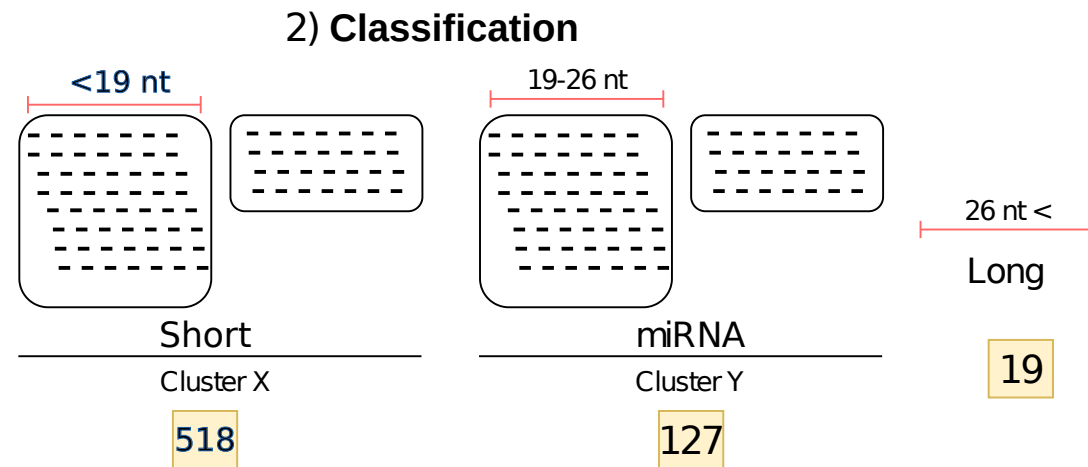 2) Classification
<19 nt
19-26 nt
26 nt <
Long
Short
miRNA
Cluster X
Cluster Y
19
518
127